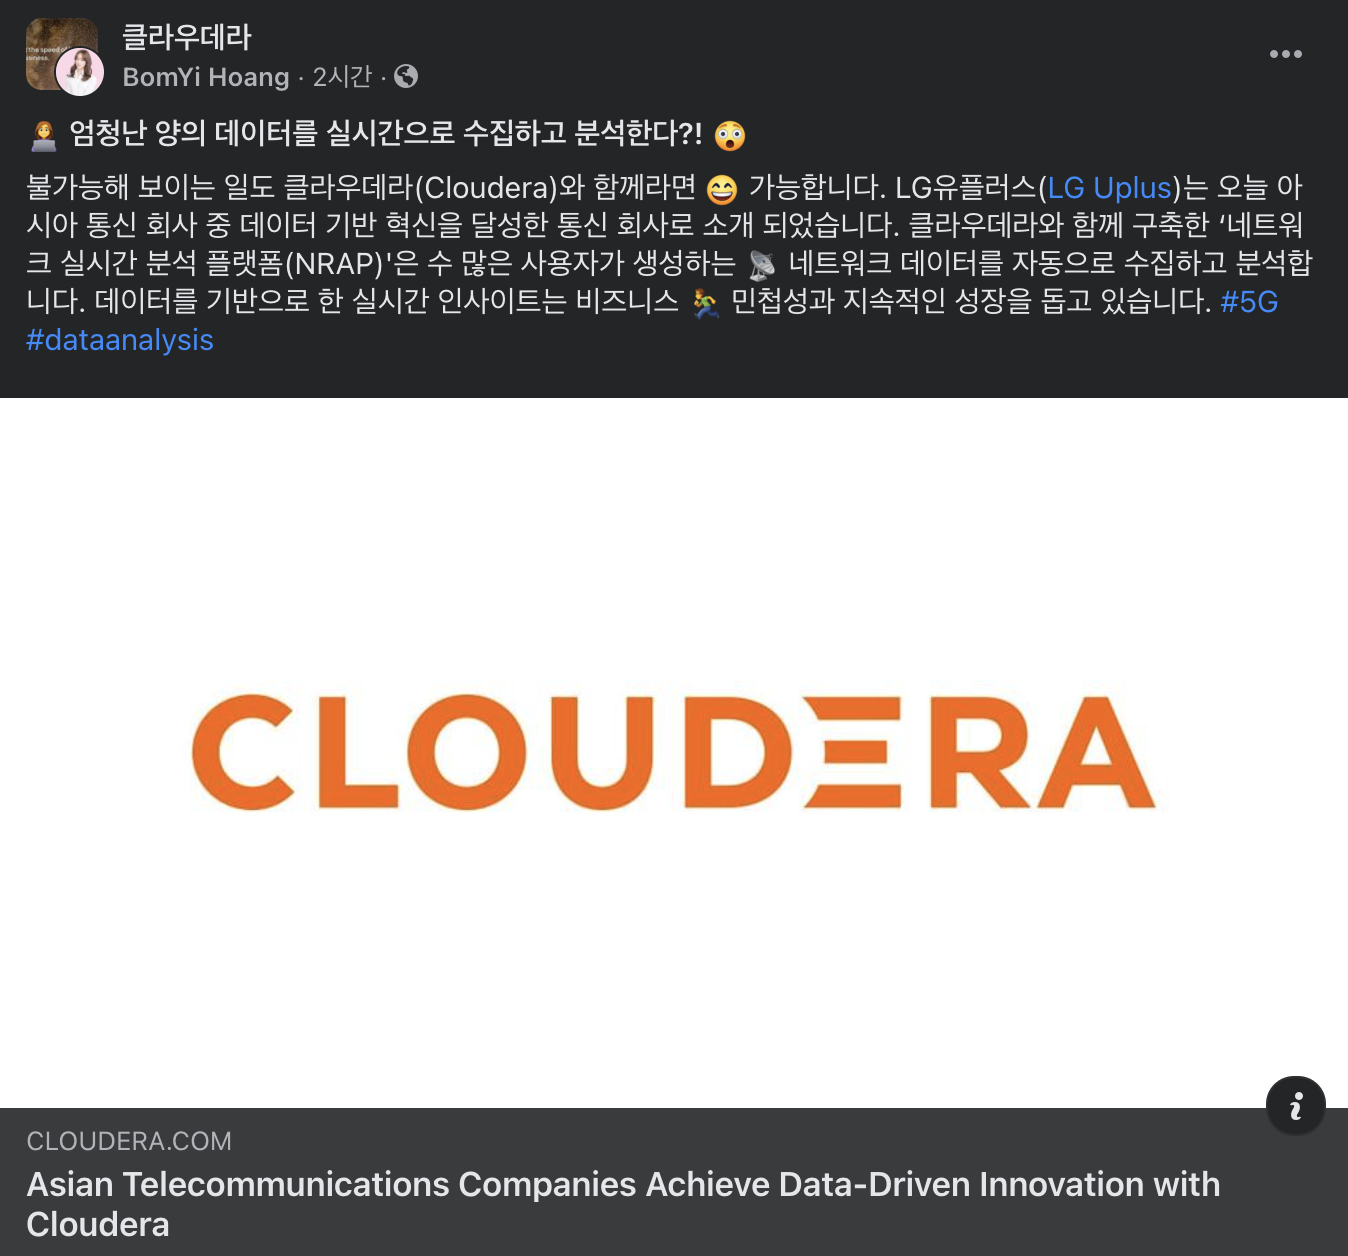 클라우데라
BomYi Hoang · 2시간 ·
엄청난 양의 데이터를 실시간으로 수집하고 분석한다?!
불가능해 보이는 일도 클라우데라(Cloudera)와 함께라면 😄 가능합니다. LG유플러스(LG Uplus)는 오늘 아
시아 통신 회사 중 데이터 기반 혁신을 달성한 통신 회사로 소개 되었습니다. 클라우데라와 함께 구축한 ‘네트워
크 실시간 분석 플랫폼(NRAP)'은 수 많은 사용자가 생성하는 📡 네트워크 데이터를 자동으로 수집하고 분석합
니다. 데이터를 기반으로 한 실시간 인사이트는 비즈니스 🏃 민첩성과 지속적인 성장을 돕고 있습니다. #5G
#dataanalysis
CLOUDERA
CLOUDERA.COM
Asian Telecommunications Companies Achieve Data-Driven Innovation with
Cloudera